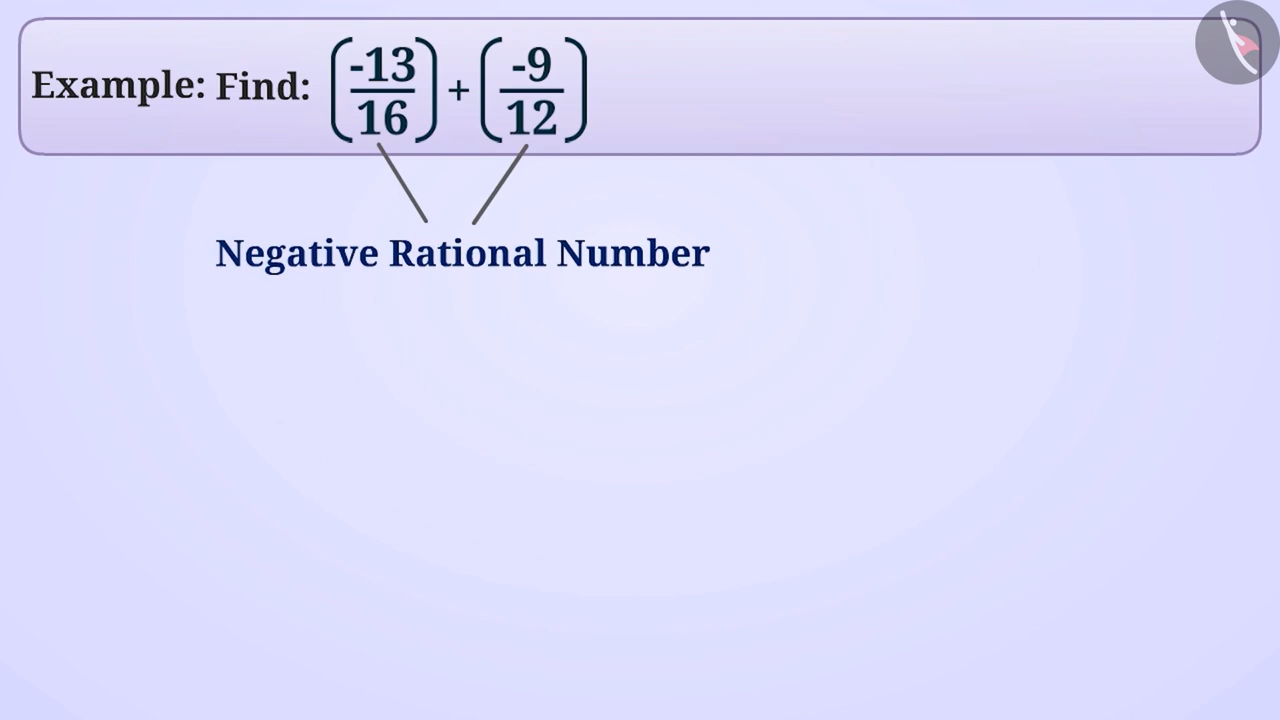 Example: Find: (-13/16) + (-9/12)
Negative Rational Number